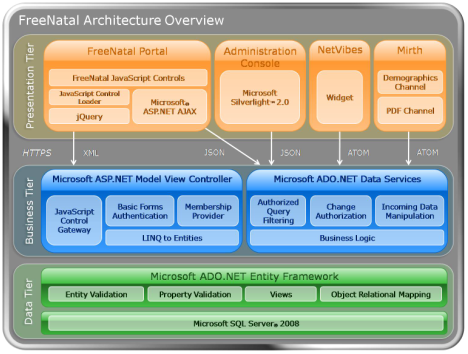 FreeNatal Architecture Overview
Presentation Tier
FreeNatal Portal
FreeNatal JavaScript Controls
JavaScript Control
Loader
jQuery
Microsoft®
ASP.NET AJAX
Administration
Console
Microsoft
Silverlight™ 2.0
NetVibes
Widget
Mirth
Demographics
Channel
PDF Channel
HTTPS
XML
JSON
JSON
ATOM
ATOM
Business Tier
Microsoft ASP.NET Model View Controller
JavaScript
Control
Gateway
Basic Forms
Authentication
Membership
Provider
LINQ to Entities
Microsoft ADO.NET Data Services
Authorized
Query
Filtering
Change
Authorization
Incoming Data
Manipulation
Business Logic
Data Tier
Microsoft ADO.NET Entity Framework
Entity Validation
Property Validation
Views
Object Relational Mapping
Microsoft SQL Server® 2008